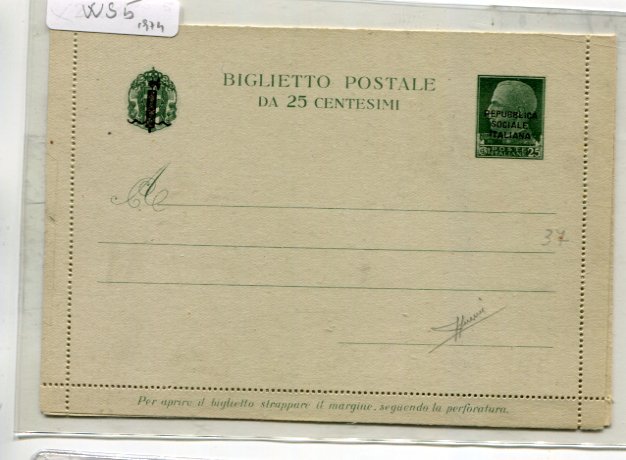 WS5
BIGLIETTO POSTALE
DA 25 CENTESIMI
REPUBBLICA
SOCIALE
ITALIANA
25
A
37
Per aprire il biglietto strappare il margine, seguendo la perforatura.